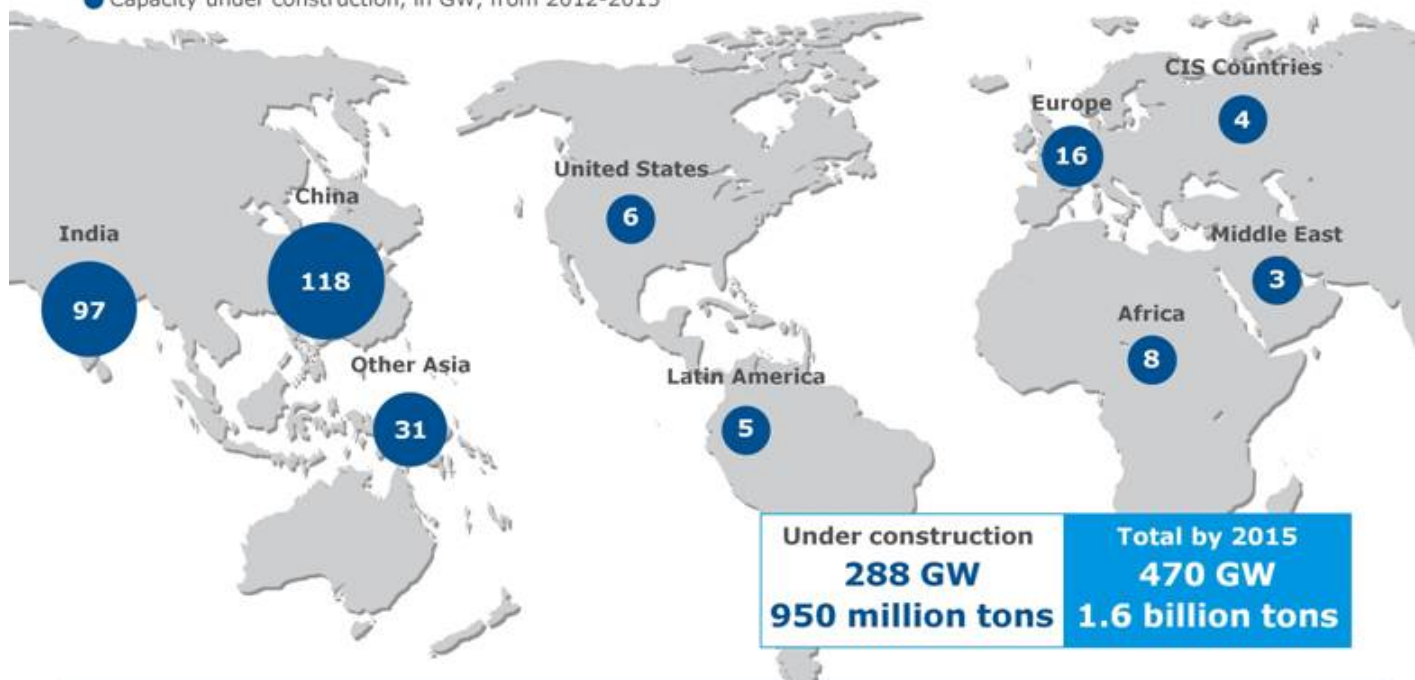 Capacity under construction, in GW, from 2012-2015
CIS Countries
4
Europe
16
United States
6
China
118
India
97
Middle East
3
Africa
8
Other Asia
31
Latin America
5
Under construction
288 GW
950 million tons
Total by 2015
470 GW
1.6 billion tons